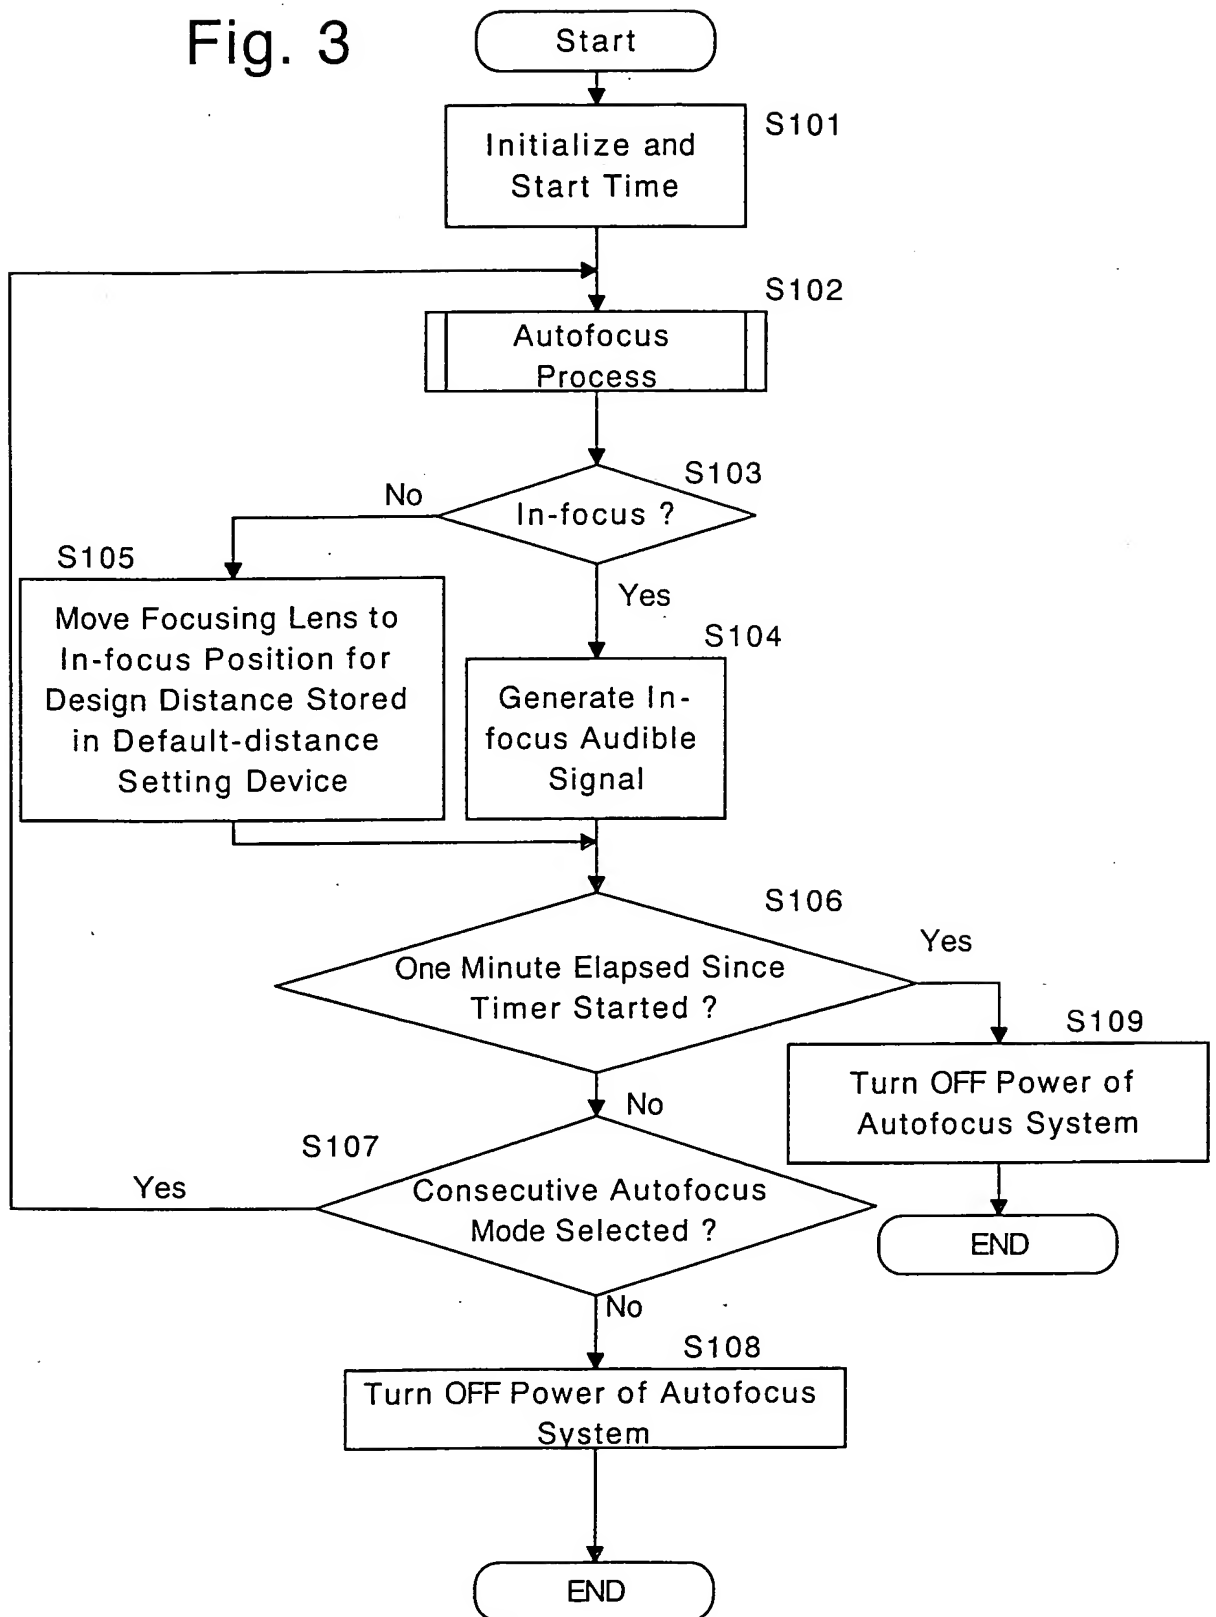 Fig. 3
Start
S101
Initialize and
Start Time
S102
Autofocus
Process
S103
In-focus ?
No
Yes
S105
Move Focusing Lens to
In-focus Position for
Design Distance Stored
in Default-distance
Setting Device
S104
Generate In-
focus Audible
Signal
S106
One Minute Elapsed Since
Timer Started ?
Yes
No
S109
Turn OFF Power of
Autofocus System
END
S107
Consecutive Autofocus
Mode Selected ?
Yes
No
S108
Turn OFF Power of Autofocus
System
END